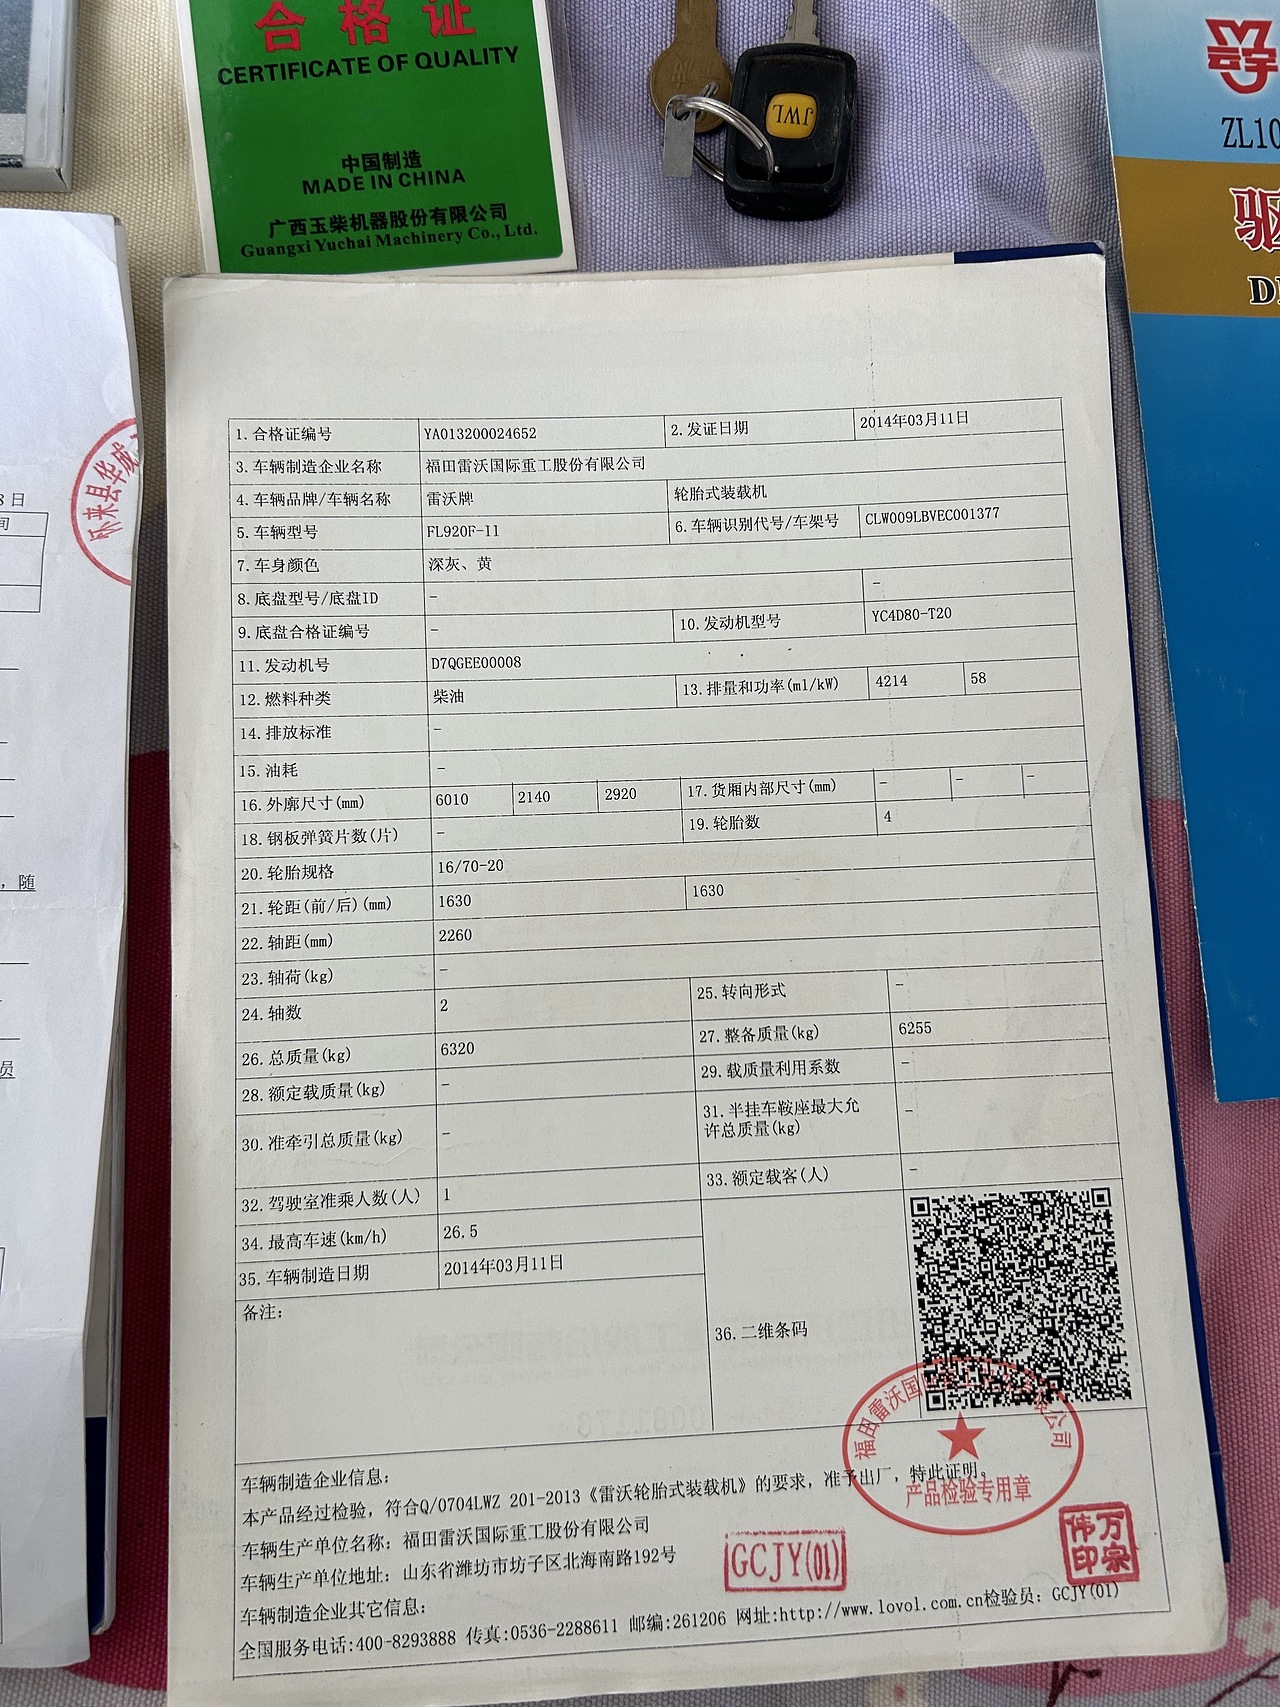 合格证
CERTIFICATE OF QUALITY
中国制造
MADE IN CHINA
广西玉柴机器股份有限公司
Guangxi Yuchai Machinery Co., Ltd.
JWL
ZL10
驱
D
8日
间
，随
员
1.合格证编号 YA013200024652 2.发证日期 2014年03月11日
3.车辆制造企业名称 福田雷沃国际重工股份有限公司
4.车辆品牌/车辆名称 雷沃牌 轮胎式装载机
5.车辆型号 FL920F-11 6.车辆识别代号/车架号 CLW009LBVEC001377
7.车身颜色 深灰、黄
8.底盘型号/底盘ID - -
9.底盘合格证编号 - 10.发动机型号 YC4D80-T20
11.发动机号 D7QGEE00008
12.燃料种类 柴油 13.排量和功率(ml/kW) 4214 58
14.排放标准 -
15.油耗 -
16.外廓尺寸(mm) 6010 2140 2920 17.货厢内部尺寸(mm) - - -
18.钢板弹簧片数(片) - 19.轮胎数 4
20.轮胎规格 16/70-20
21.轮距(前/后)(mm) 1630 1630
22.轴距(mm) 2260
23.轴荷(kg) -
24.轴数 2 25.转向形式 -
26.总质量(kg) 6320 27.整备质量(kg) 6255
28.额定载质量(kg) - 29.载质量利用系数 -
30.准牵引总质量(kg) - 31.半挂车鞍座最大允
许总质量(kg) -
32.驾驶室准乘人数(人) 1 33.额定载客(人) -
34.最高车速(km/h) 26.5
35.车辆制造日期 2014年03月11日
备注：
36.二维条码
车辆制造企业信息：
本产品经过检验，符合Q/0704LWZ 201-2013《雷沃轮胎式装载机》的要求，准予出厂，特此证明。
车辆生产单位名称：福田雷沃国际重工股份有限公司
车辆生产单位地址：山东省潍坊市坊子区北海南路192号
车辆制造企业其它信息：
全国服务电话:400-8293888 传真:0536-2288611 邮编:261206 网址:http://www.lovol.com.cn检验员：GCJY(01)
产品检验专用章
GCJY(01)